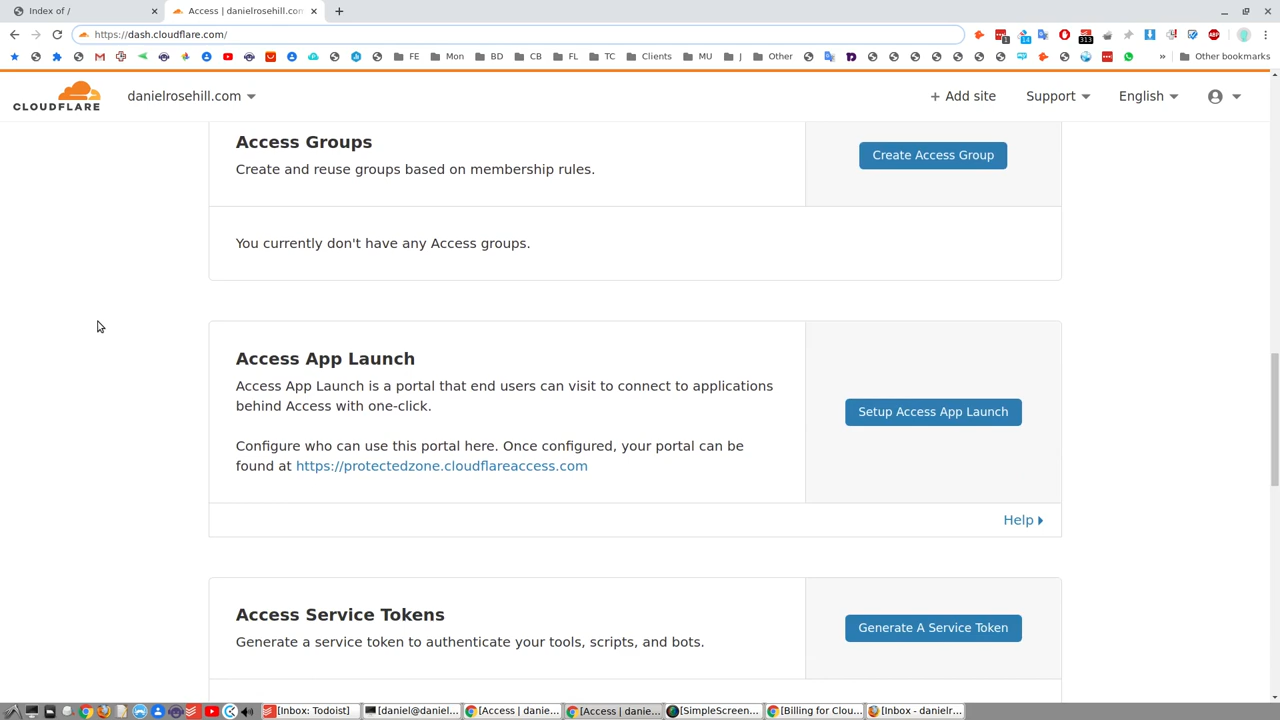 Index of /
Access | danielrosehill.com
https://dash.cloudflare.com/
1
14
313
ABP
FE
Mon
BD
CB
FL
TC
Clients
MU
J
Other
»
Other bookmarks
CLOUDFLARE
danielrosehill.com
+ Add site
Support
English
Access Groups
Create and reuse groups based on membership rules.
Create Access Group
You currently don't have any Access groups.
Access App Launch
Access App Launch is a portal that end users can visit to connect to applications
behind Access with one-click.
Setup Access App Launch
Configure who can use this portal here. Once configured, your portal can be
found at https://protectedzone.cloudflareaccess.com
Help
Access Service Tokens
Generate a service token to authenticate your tools, scripts, and bots.
Generate A Service Token
[Inbox: Todoist]
[daniel@daniel...
[Access | danie...
[Access | danie...
[SimpleScreen...
[Billing for Clou...
[Inbox - danielr...